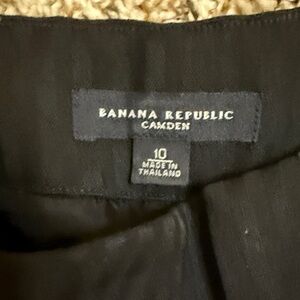 BANANA REPUBLIC
CAMDEN
10
MADE IN
THAILAND